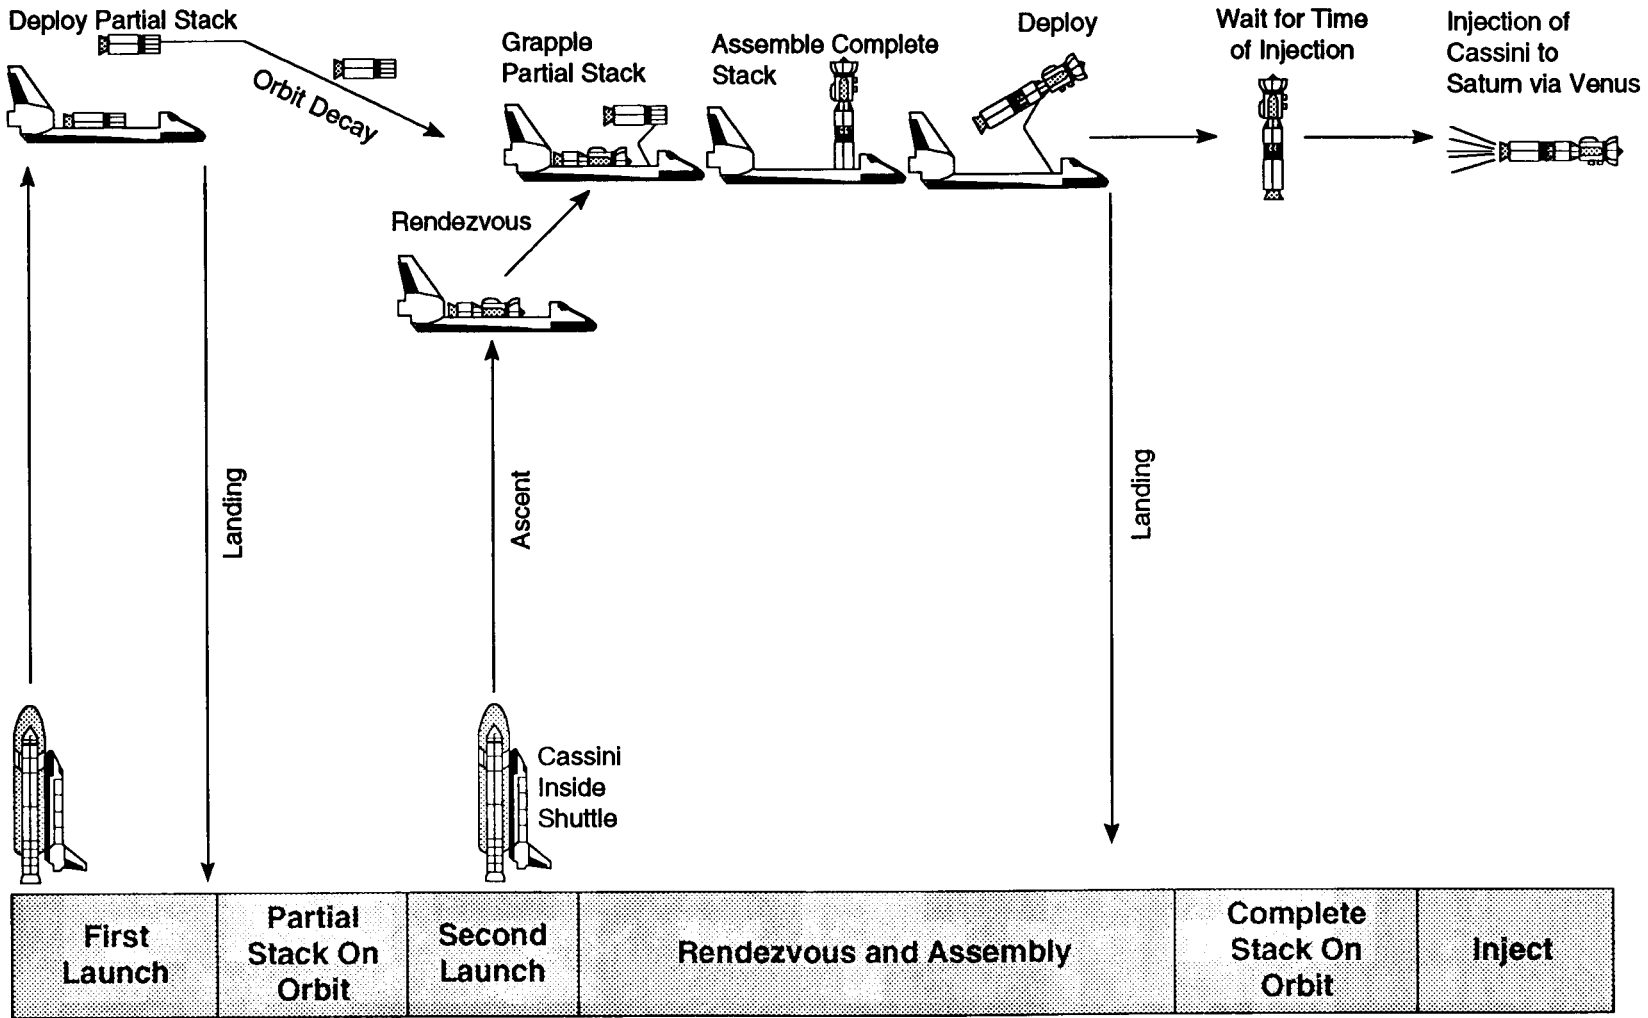 Deploy Partial Stack
Orbit Decay
Grapple
Partial Stack
Assemble Complete
Stack
Deploy
Wait for Time
of Injection
Injection of
Cassini to
Saturn via Venus
Rendezvous
Landing
Ascent
Landing
Cassini
Inside
Shuttle
First
Launch
Partial
Stack On
Orbit
Second
Launch
Rendezvous and Assembly
Complete
Stack On
Orbit
Inject